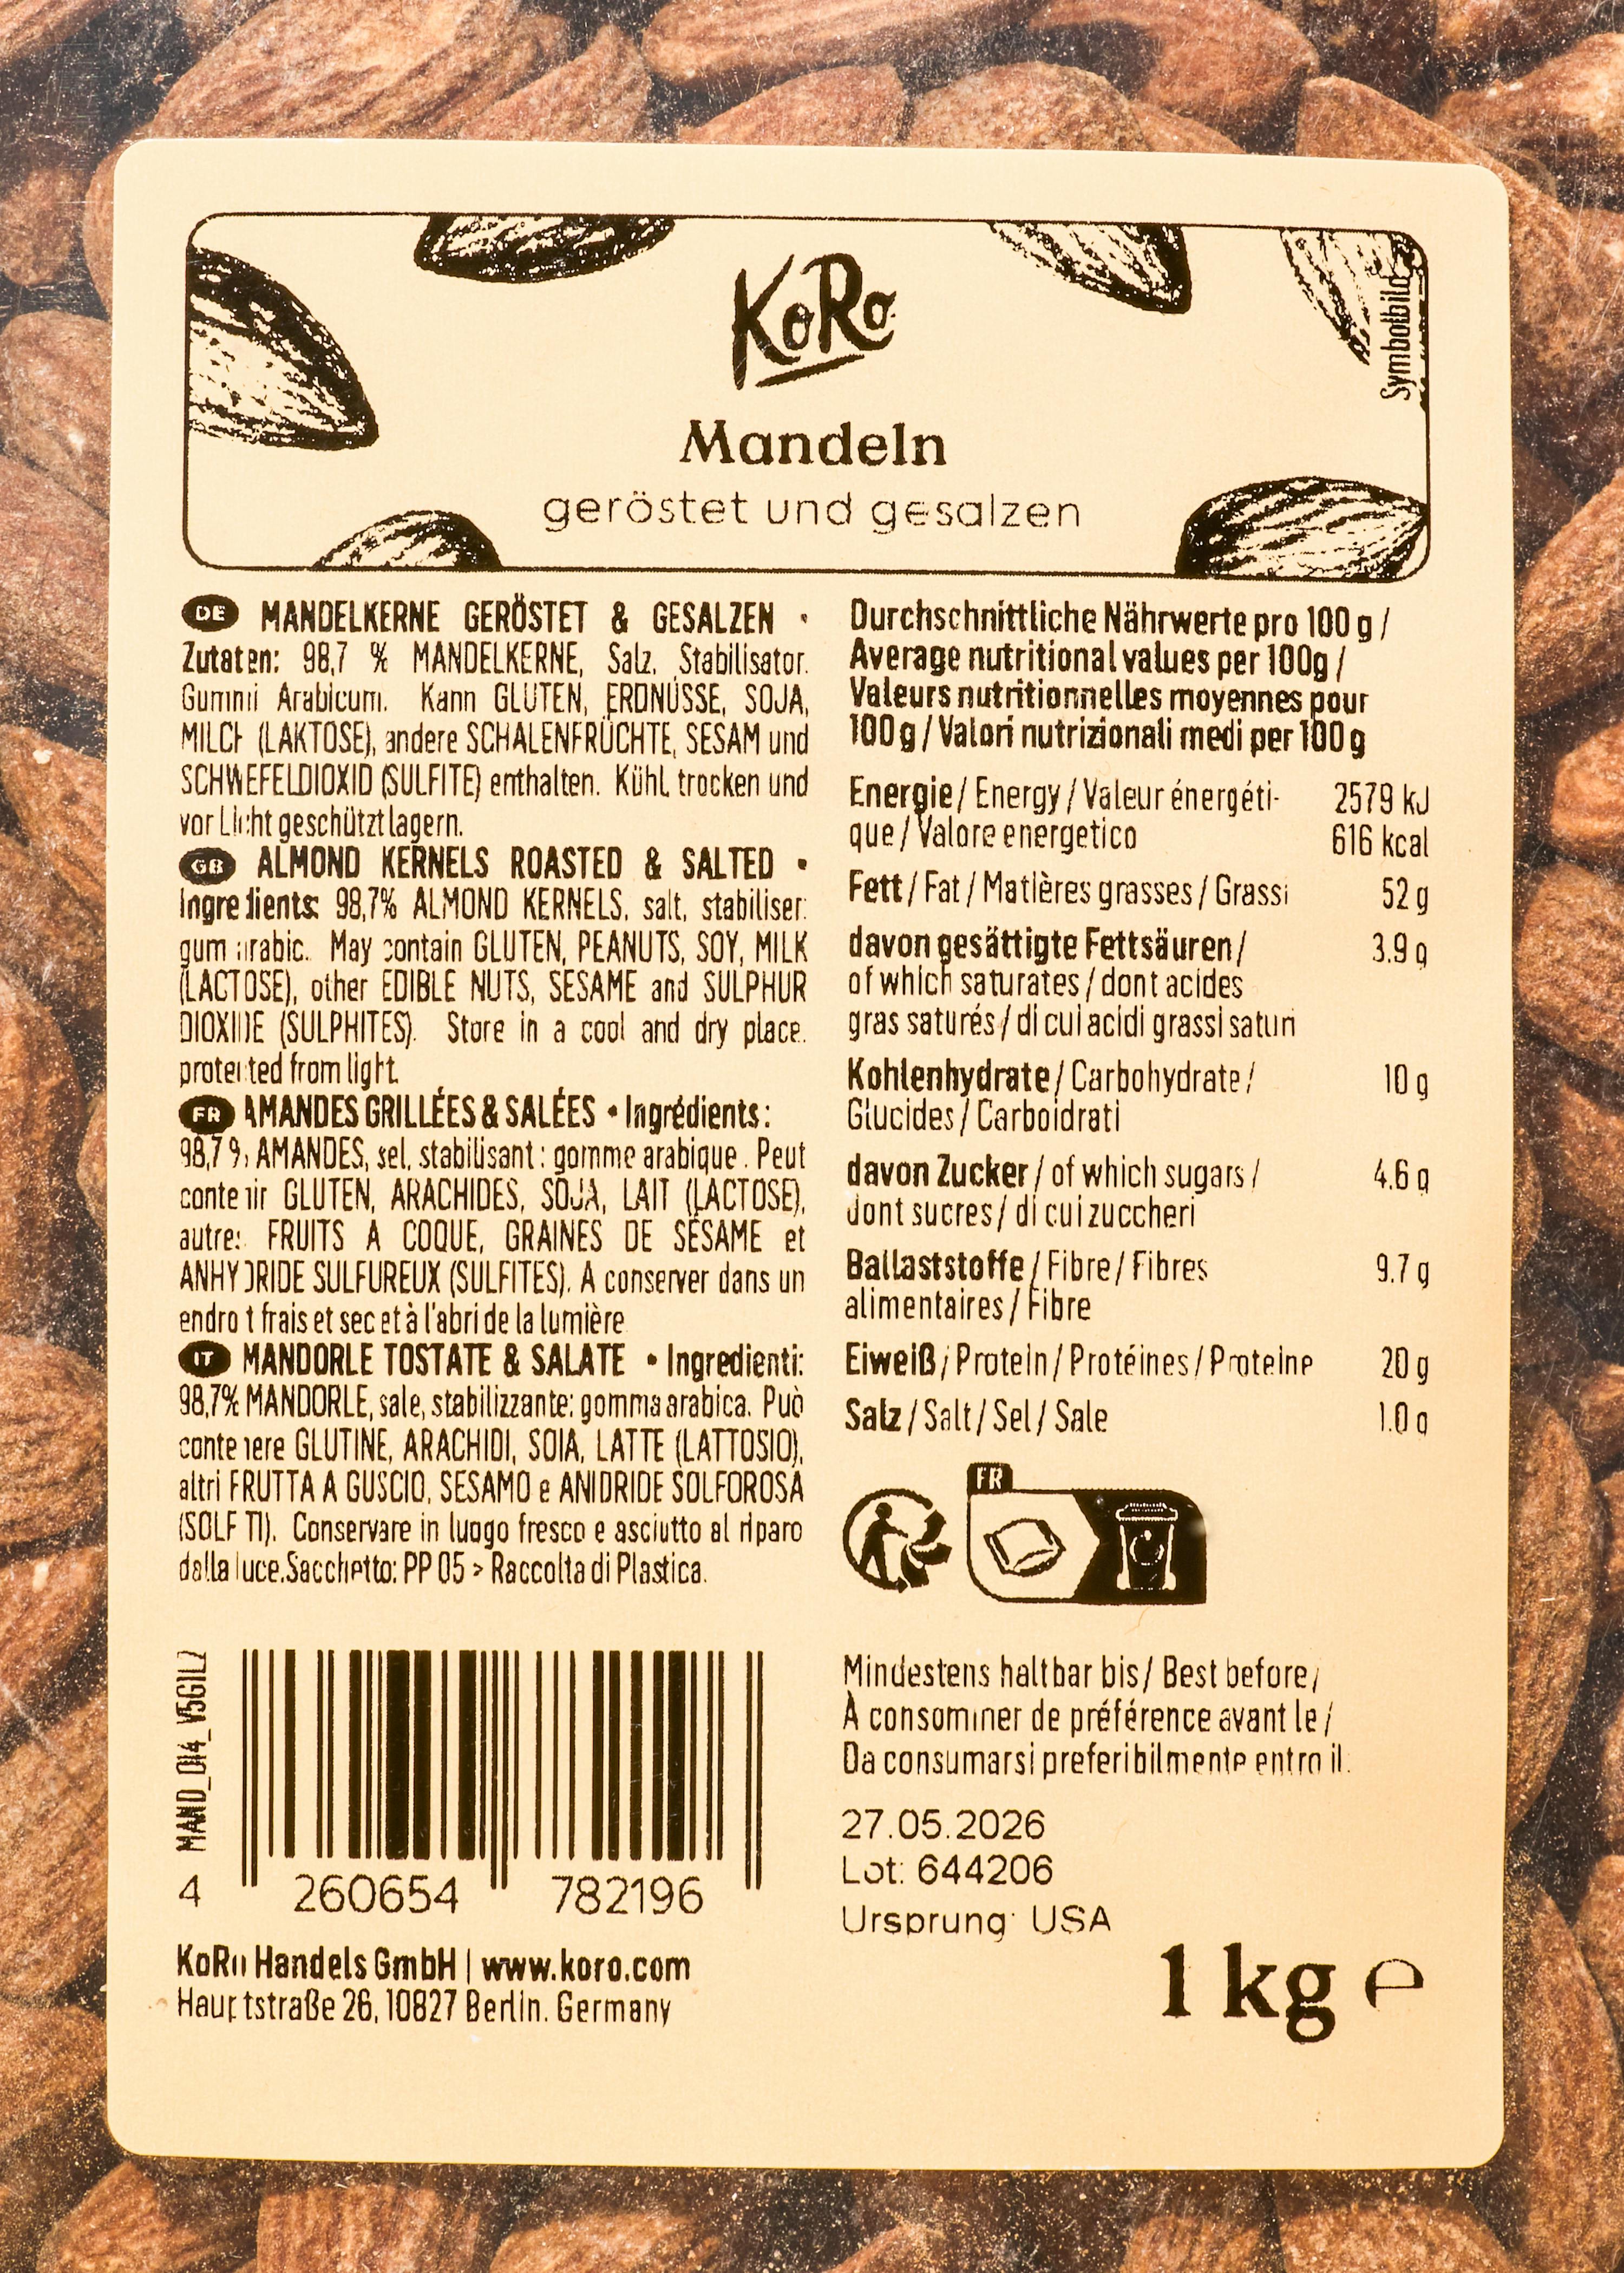 KoRo
Symbolbild
Mandeln
geröstet und gesalzen
DE MANDELKERNE GERÖSTET & GESALZEN •
Zutaten: 98,7 % MANDELKERNE, Salz, Stabilisator:
Gummi Arabicum. Kann GLUTEN, ERDNÜSSE, SOJA,
MILCH (LAKTOSE), andere SCHALENFRÜCHTE, SESAM und
SCHWEFELDIOXID (SULFITE) enthalten. Kühl, trocken und
vor Licht geschützt lagern.
GB ALMOND KERNELS ROASTED & SALTED •
Ingredients: 98,7% ALMOND KERNELS, salt, stabiliser:
gum arabic. May contain GLUTEN, PEANUTS, SOY, MILK
(LACTOSE), other EDIBLE NUTS, SESAME and SULPHUR
DIOXIDE (SULPHITES). Store in a cool and dry place.
protected from light.
FR AMANDES GRILLÉES & SALÉES • Ingrédients:
98,7% AMANDES, sel, stabilisant : gomme arabique . Peut
contenir GLUTEN, ARACHIDES, SOJA, LAIT (LACTOSE),
autres FRUITS A COQUE, GRAINES DE SÉSAME et
ANHYDRIDE SULFUREUX (SULFITES). A conserver dans un
endroit frais et sec et à l'abri de la lumière
IT MANDORLE TOSTATE & SALATE • Ingredienti:
98,7% MANDORLE, sale, stabilizzante: gomma arabica. Può
contenere GLUTINE, ARACHIDI, SOIA, LATTE (LATTOSIO),
altri FRUTTA A GUSCIO, SESAMO e ANIDRIDE SOLFOROSA
(SOLFITI). Conservare in luogo fresco e asciutto al riparo
dalla luce.Sacchetto: PP 05 > Raccolta di Plastica.
Durchschnittliche Nährwerte pro 100 g /
Average nutritional values per 100g /
Valeurs nutritionnelles moyennes pour
100 g / Valori nutrizionali medi per 100 g
Energie / Energy / Valeur énergéti- 2579 kJ
que / Valore energetico 616 kcal
Fett / Fat / Matières grasses / Grassi 52 g
davon gesättigte Fettsäuren / 3.9 g
of which saturates / dont acides
gras saturés / di cui acidi grassi saturi
Kohlenhydrate / Carbohydrate / 10 g
Glucides / Carboidrati
davon Zucker / of which sugars / 4.6 g
dont sucres / di cui zuccheri
Ballaststoffe / Fibre / Fibres 9.7 g
alimentaires / Fibre
Eiweiß / Protein / Protéines / Proteine 20 g
Salz / Salt / Sel / Sale 1.0 g
FR
MAND_014_V5GILZ
4 260654 782196
KoRo Handels GmbH | www.koro.com
Hauptstraße 26, 10827 Berlin. Germany
Mindestens haltbar bis / Best before /
À consommer de préférence avant le /
Da consumarsi preferibilmente entro il:
27.05.2026
Lot: 644206
Ursprung: USA
1 kg ℮